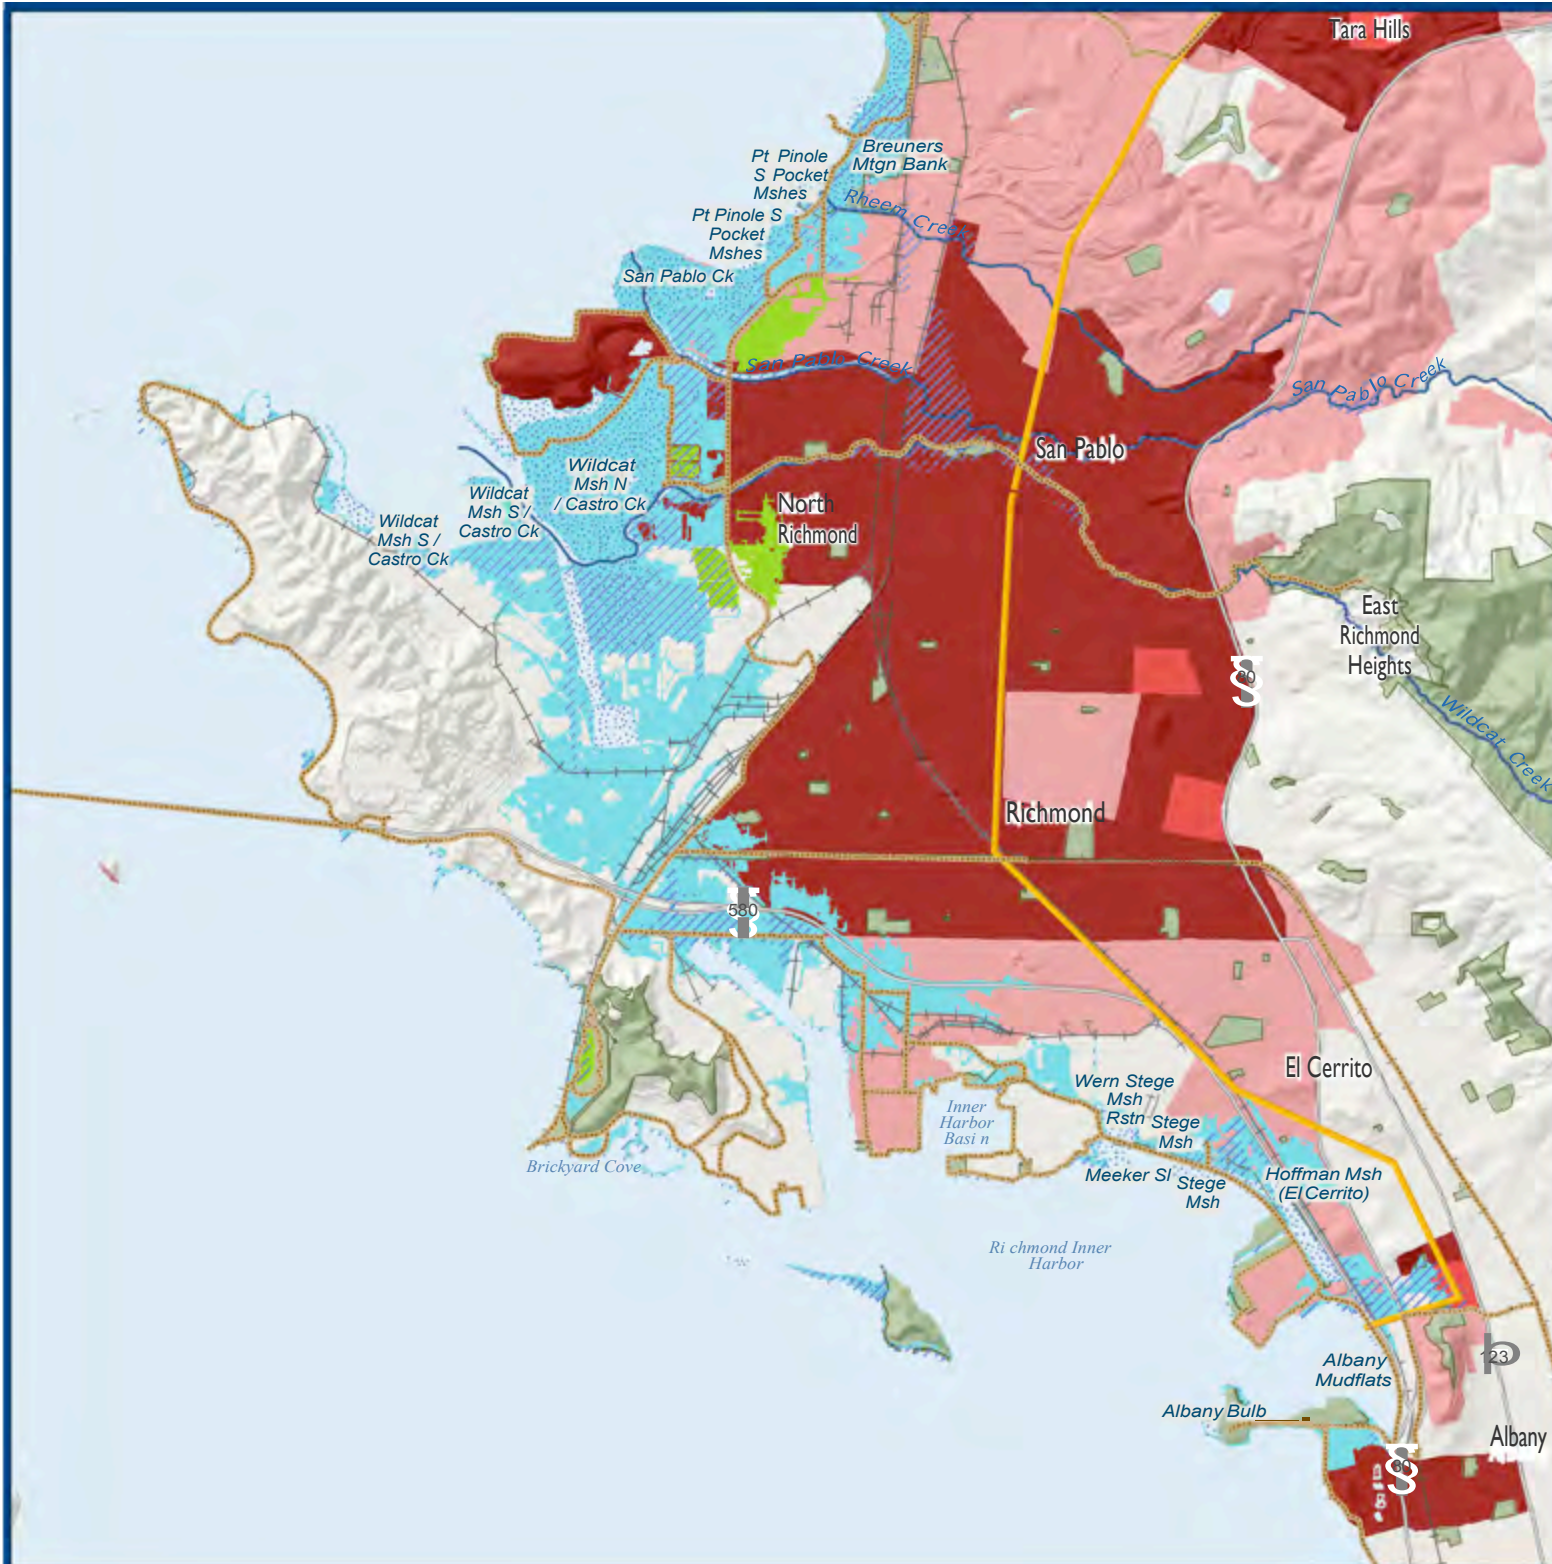 Tara Hills
Breuners
Mtgn Bank
Pt Pinole
S Pocket
Mshes
Rheem Creek
Pt Pinole S
Pocket
Mshes
San Pablo Ck
San Pablo Creek
San Pablo Creek
San Pablo
Wildcat
Msh N
/ Castro Ck
Wildcat
Msh S /
Castro Ck
Wildcat
Msh S /
Castro Ck
North
Richmond
East
Richmond
Heights
80
Wildcat Creek
Richmond
580
El Cerrito
Wern Stege
Msh
Rstn Stege
Msh
Inner
Harbor
Basi n
Brickyard Cove
Meeker Sl
Stege
Msh
Hoffman Msh
(El Cerrito)
Ri chmond Inner
Harbor
123
Albany
Mudflats
Albany Bulb
Albany
80